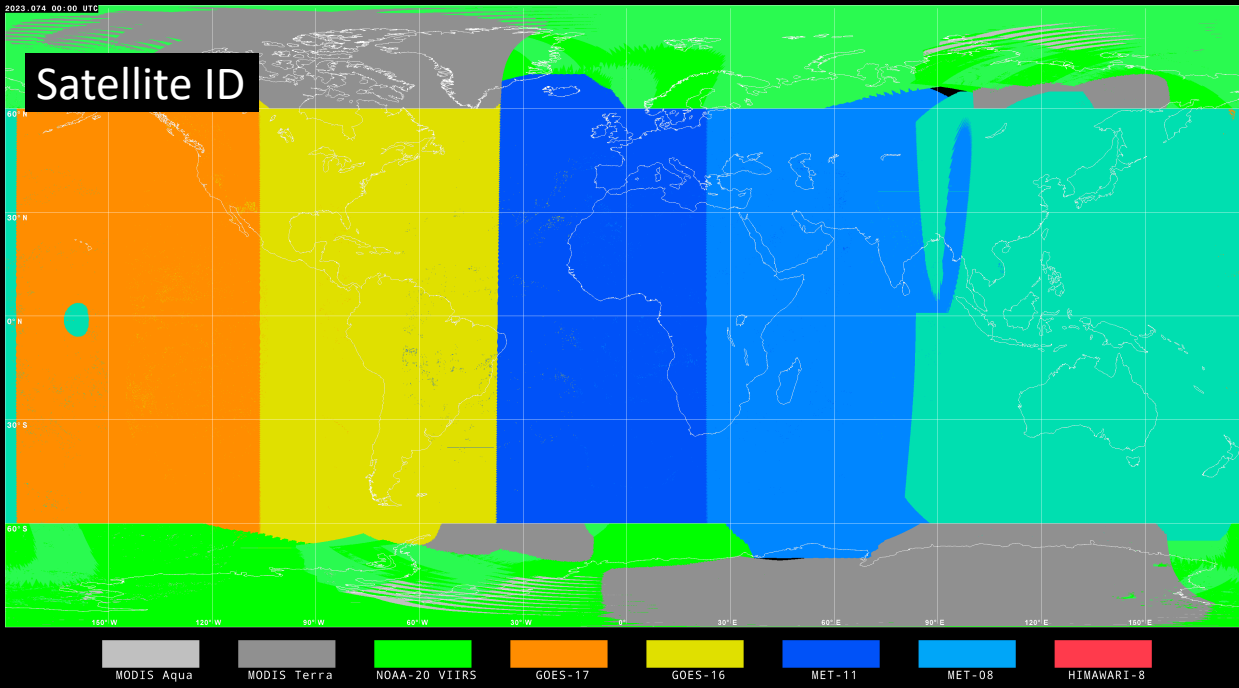 2023.074 00:00 UTC
Satellite ID
60°N
30°N
0°N
30°S
60°S
150°W 120°W 90°W 60°W 30°W 0° 30°E 60°E 90°E 120°E 150°E
MODIS Aqua MODIS Terra NOAA-20 VIIRS GOES-17 GOES-16 MET-11 MET-08 HIMAWARI-8